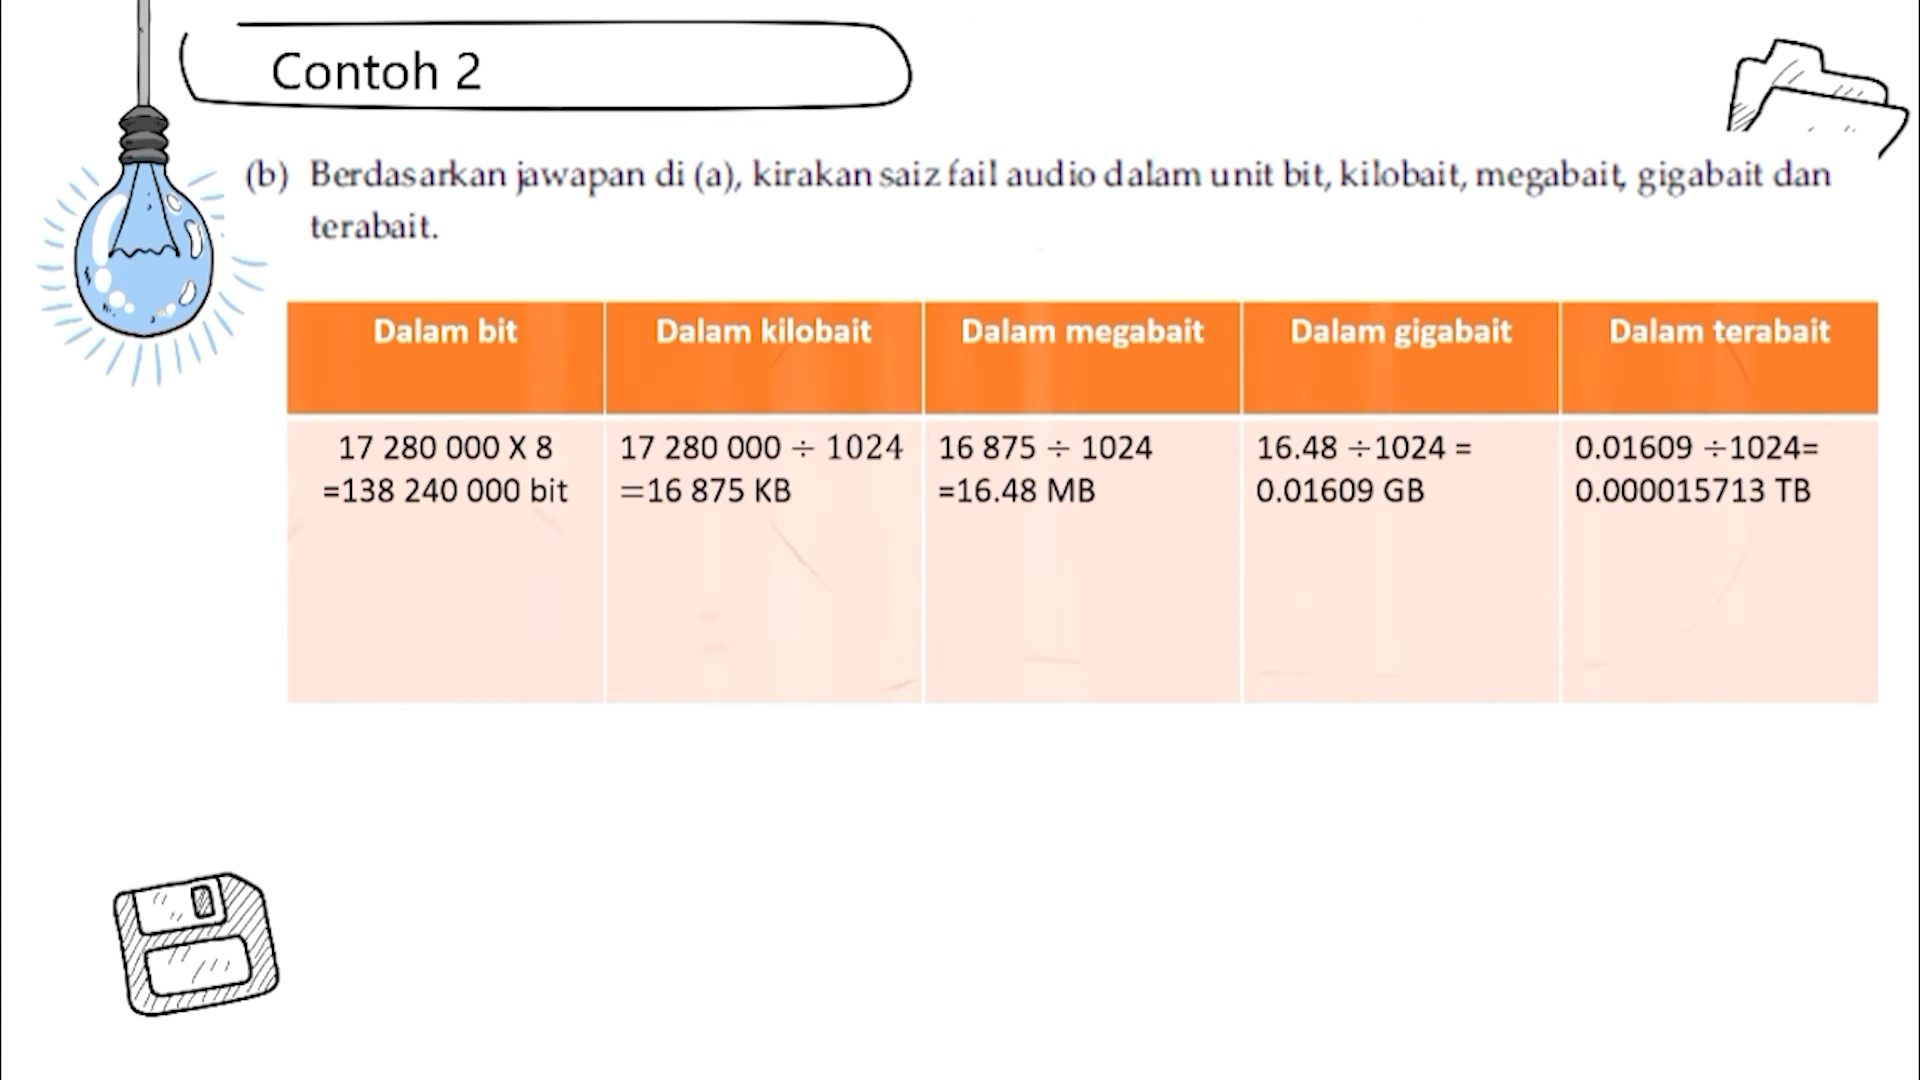 Contoh 2
(b) Berdasarkan jawapan di (a), kirakan saiz fail audio dalam unit bit, kilobait, megabait, gigabait dan
terabait.
Dalam bit
Dalam kilobait
Dalam megabait
Dalam gigabait
Dalam terabait
17 280 000 X 8
=138 240 000 bit
17 280 000 ÷ 1024
=16 875 KB
16 875 ÷ 1024
=16.48 MB
16.48 ÷1024 =
0.01609 GB
0.01609 ÷1024=
0.000015713 TB